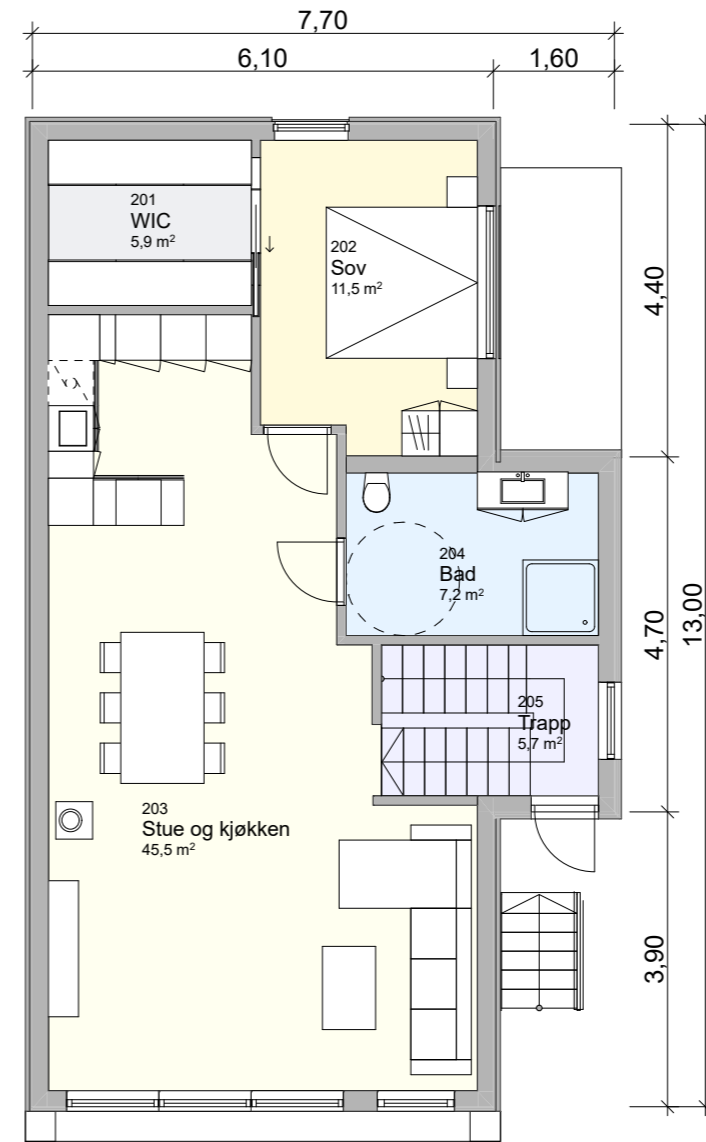 7,70
6,10
1,60
201
WIC
5,9 m²
202
Sov
11,5 m²
4,40
204
Bad
7,2 m²
4,70
13,00
205
Trapp
5,7 m²
203
Stue og kjøkken
45,5 m²
3,90